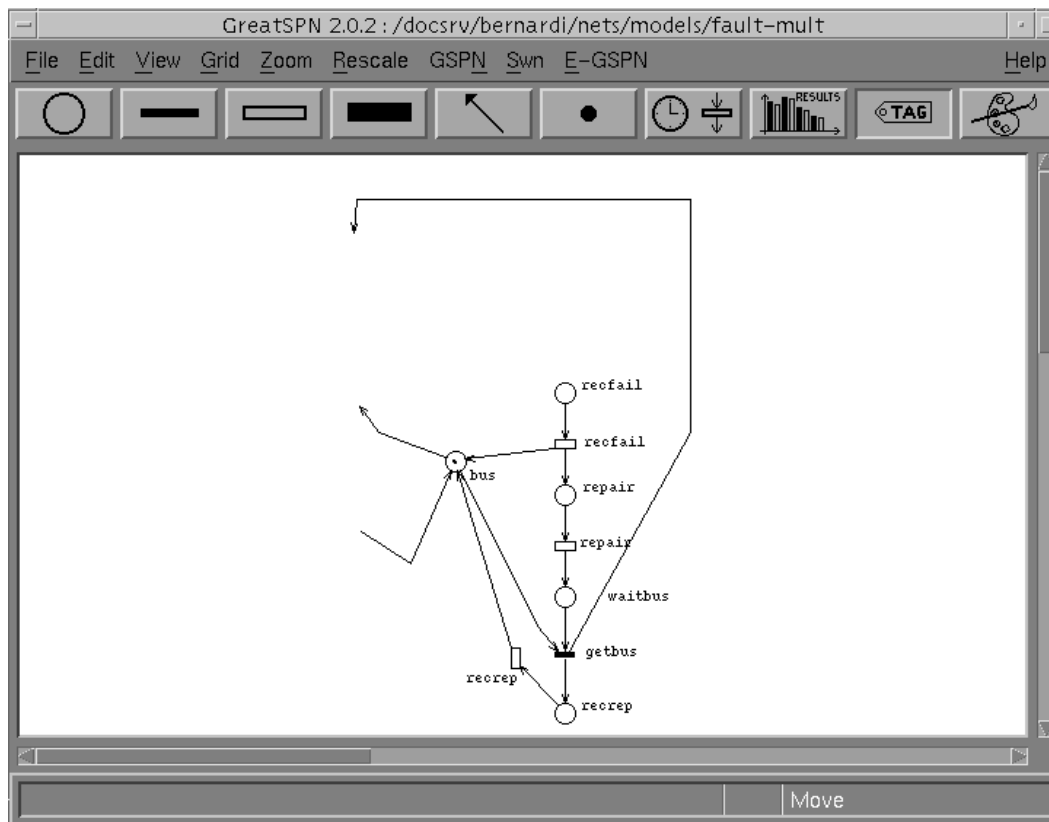 GreatSPN 2.0.2 : /docsrv/bernardi/nets/models/fault-mult
File Edit View Grid Zoom Rescale GSPN Swn E-GSPN Help
RESULTS
TAG
recfail
recfail
bus
repair
repair
waitbus
getbus
recrep
recrep
Move